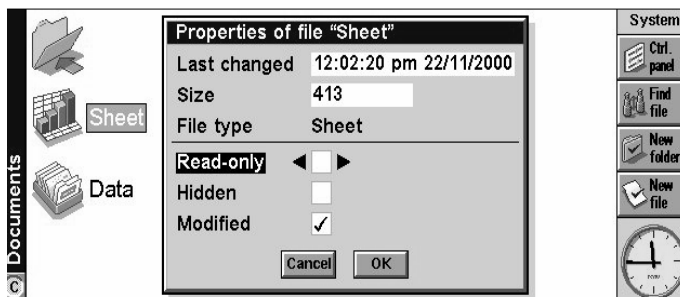 C Documents
Sheet
Data
Properties of file “Sheet”
Last changed 12:02:20 pm 22/11/2000
Size 413
File type Sheet
Read-only
Hidden
Modified
Cancel OK
System
Ctrl.
panel
Find
file
New
folder
New
file